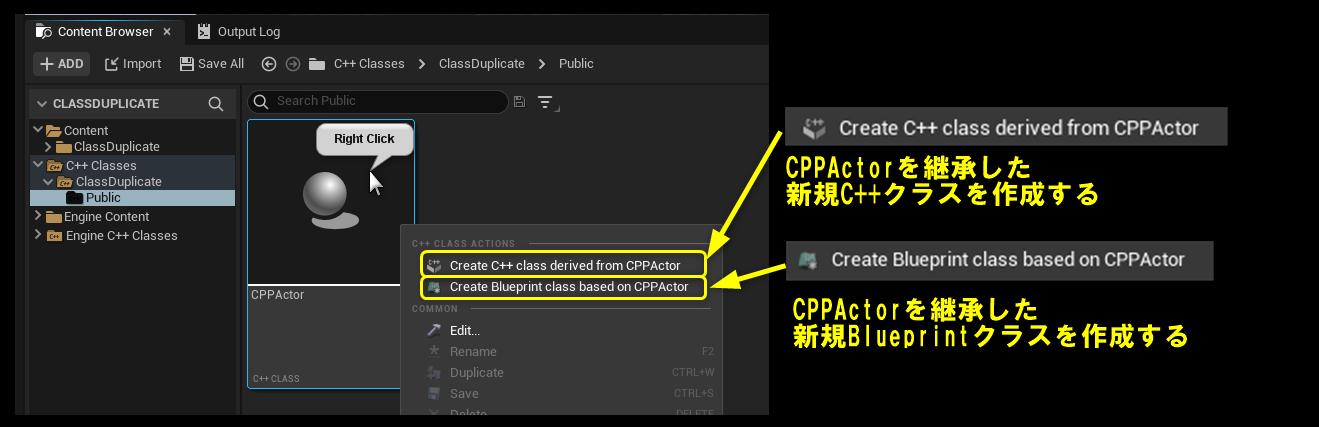 Content Browser
Output Log
ADD
Import
Save All
C++ Classes
ClassDuplicate
Public
CLASSDUPLICATE
Search Public
Content
ClassDuplicate
C++ Classes
ClassDuplicate
Public
Engine Content
Engine C++ Classes
Right Click
CPPActor
C++ CLASS
C++ CLASS ACTIONS
Create C++ class derived from CPPActor
Create Blueprint class based on CPPActor
COMMON
Edit...
Rename F2
Duplicate CTRL+W
Save CTRL+S
Delete DELETE
Create C++ class derived from CPPActor
CPPActorを継承した
新規C++クラスを作成する
Create Blueprint class based on CPPActor
CPPActorを継承した
新規Blueprintクラスを作成する